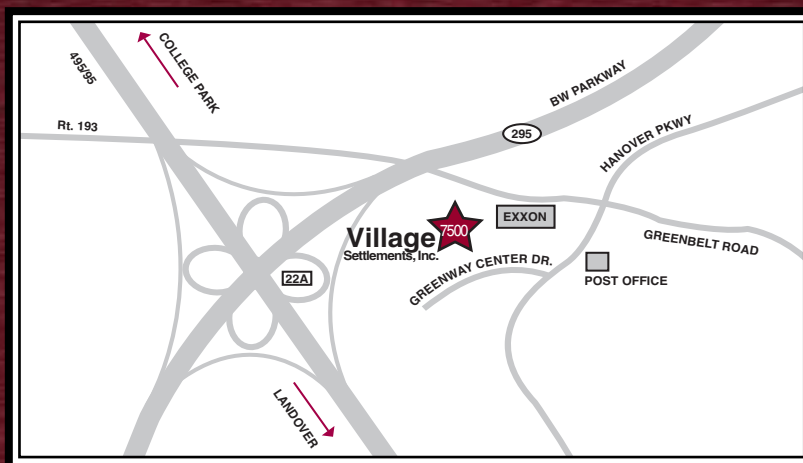 COLLEGE PARK
495/95
BW PARKWAY
Rt. 193
295
HANOVER PKWY
EXXON
7500
Village
Settlements, Inc.
GREENBELT ROAD
GREENWAY CENTER DR.
22A
POST OFFICE
LANDOVER